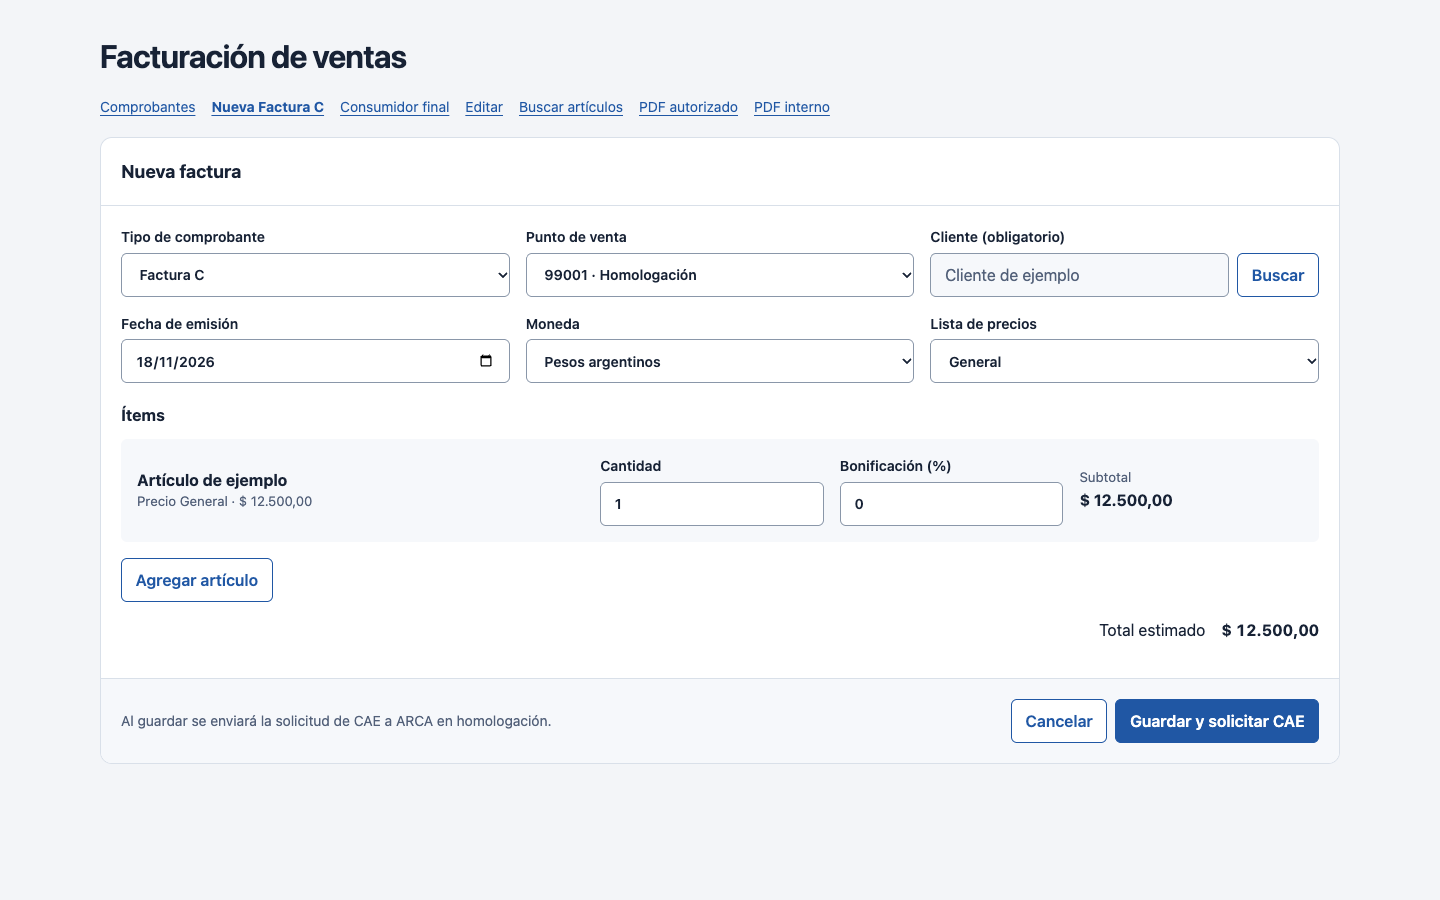 Facturación de ventas
Comprobantes Nueva Factura C Consumidor final Editar Buscar artículos PDF autorizado PDF interno
Nueva factura
Tipo de comprobante Punto de venta Cliente (obligatorio)
Factura C 99001 · Homologación Cliente de ejemplo Buscar
Fecha de emisión Moneda Lista de precios
18/11/2026 Pesos argentinos General
Ítems
Cantidad Bonificación (%)
Artículo de ejemplo Subtotal
Precio General · $ 12.500,00 1 0 $ 12.500,00
Agregar artículo
Total estimado $ 12.500,00
Al guardar se enviará la solicitud de CAE a ARCA en homologación. Cancelar Guardar y solicitar CAE